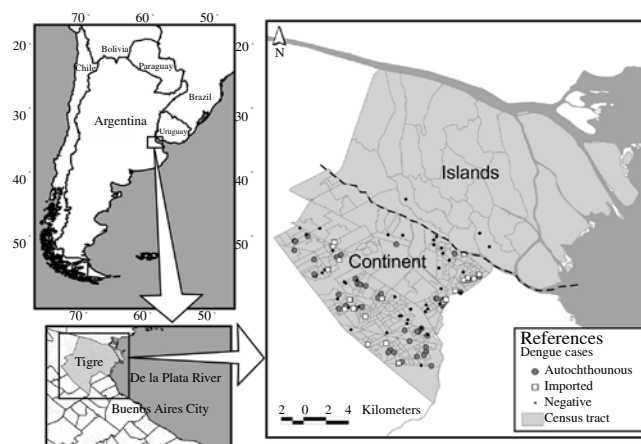 70˚ 60˚ 50˚
20˚ 20˚
Bolivia
Chile
Paraguay
30˚ 30˚
Brazil
Argentina
Uruguay
40˚ 40˚
50˚ 50˚
70˚ 60˚ 50˚
Tigre
De la Plata River
Buenos Aires City
N
Islands
Continent
2 0 2 4 Kilometers
References
Dengue cases
Autochthounous
Imported
Negative
Census tract